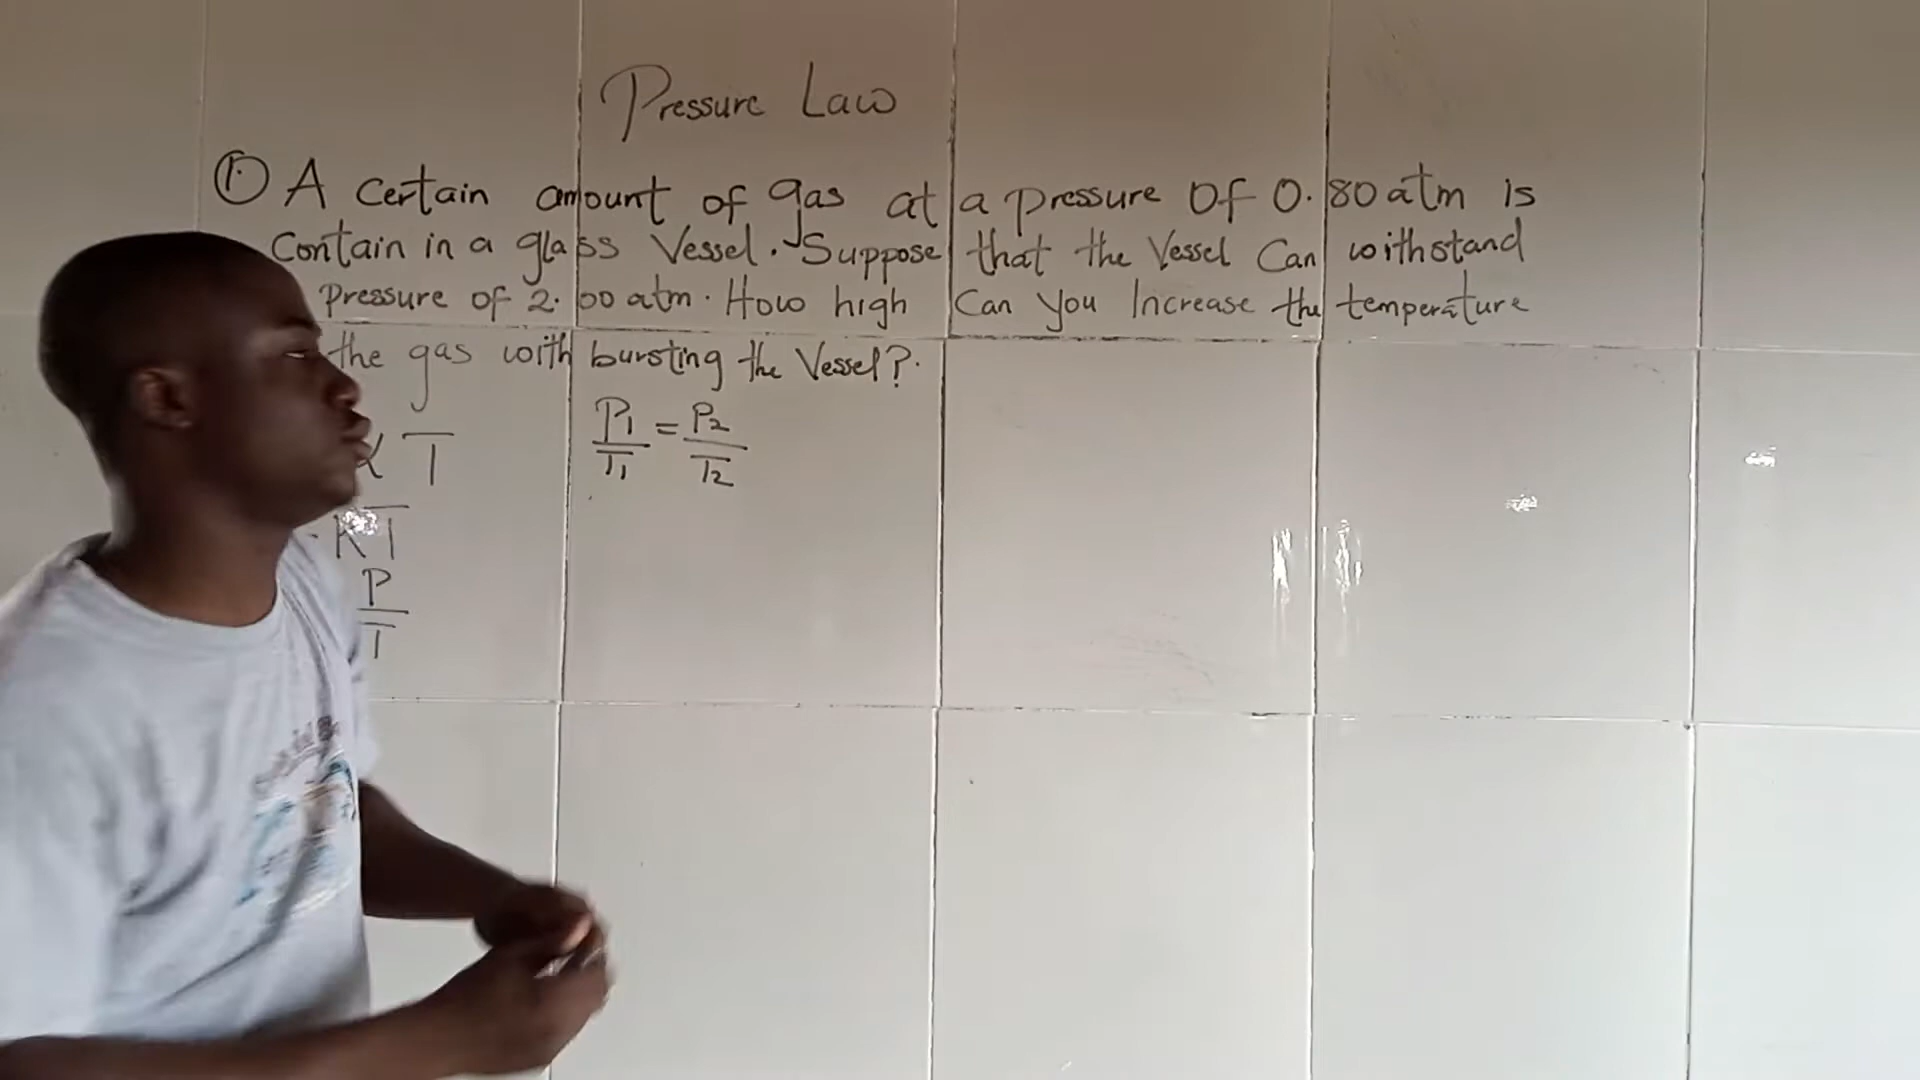 Pressure Law
1. A certain amount of gas at a pressure of 0.80 atm is
Contain in a glass Vessel. Suppose that the Vessel Can withstand
Pressure of 2.00 atm. How high Can you Increase the temperature
the gas with bursting the Vessel?.
P1/T1 = P2/T2
α T
KT
P/T